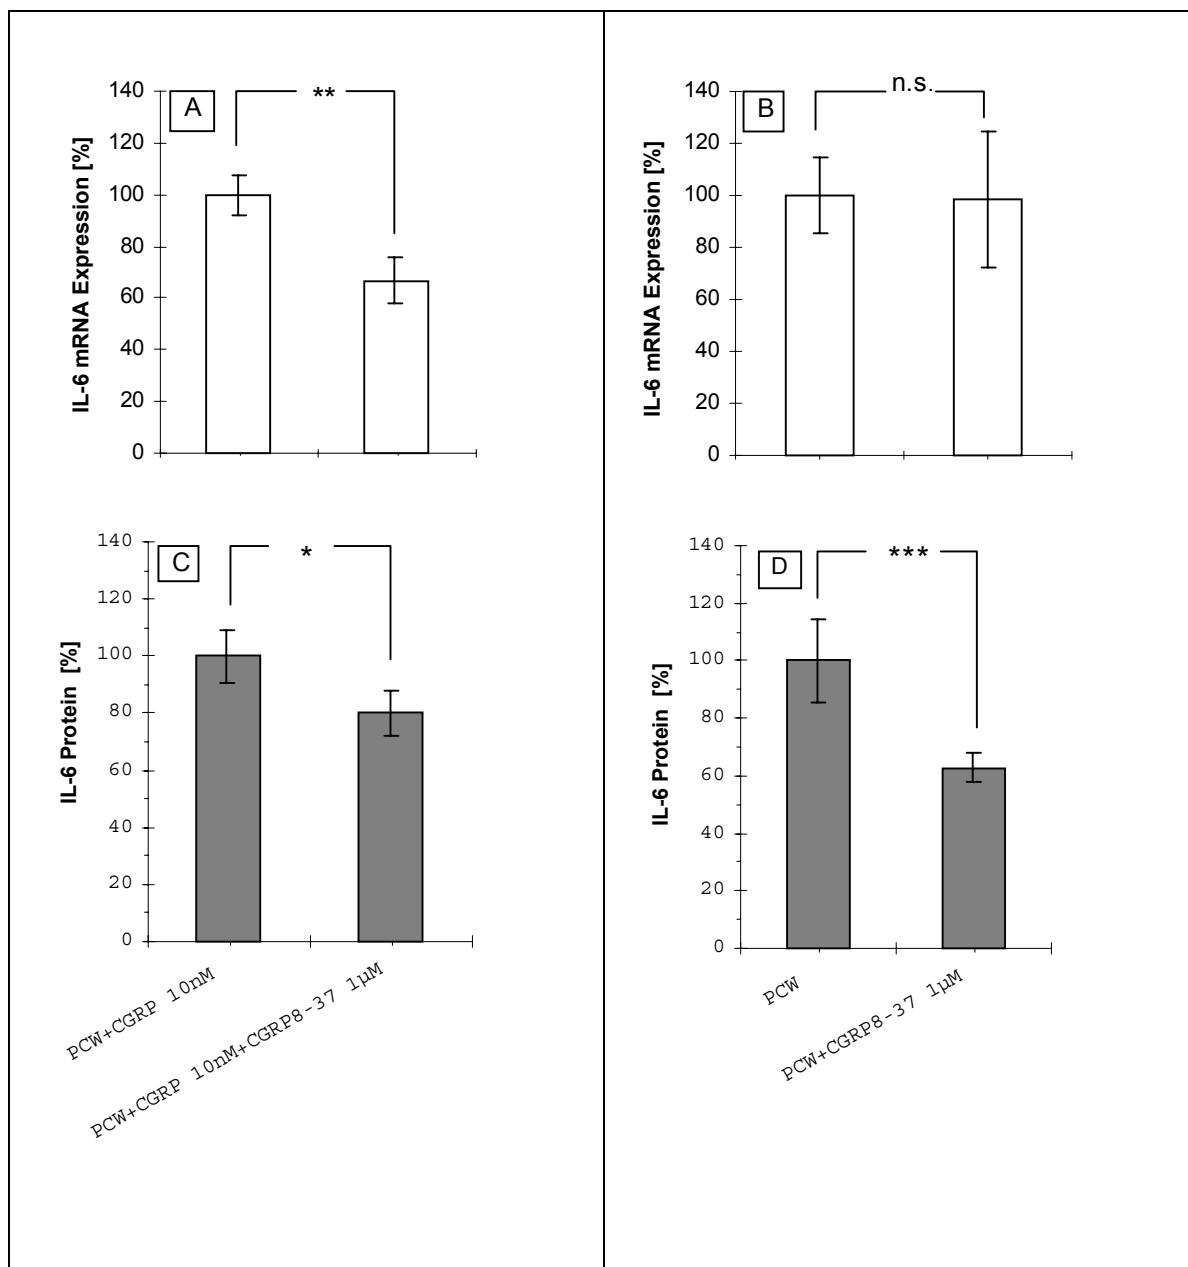 A
**
IL-6 mRNA Expression [%]
140
120
100
80
60
40
20
0
B
n.s.
IL-6 mRNA Expression [%]
140
120
100
80
60
40
20
0
C
*
IL-6 Protein [%]
140
120
100
80
60
40
20
0
PCW+CGRP 10nM
PCW+CGRP 10nM+CGRP8-37 1µM
D
***
IL-6 Protein [%]
140
120
100
80
60
40
20
0
PCW
PCW+CGRP8-37 1µM